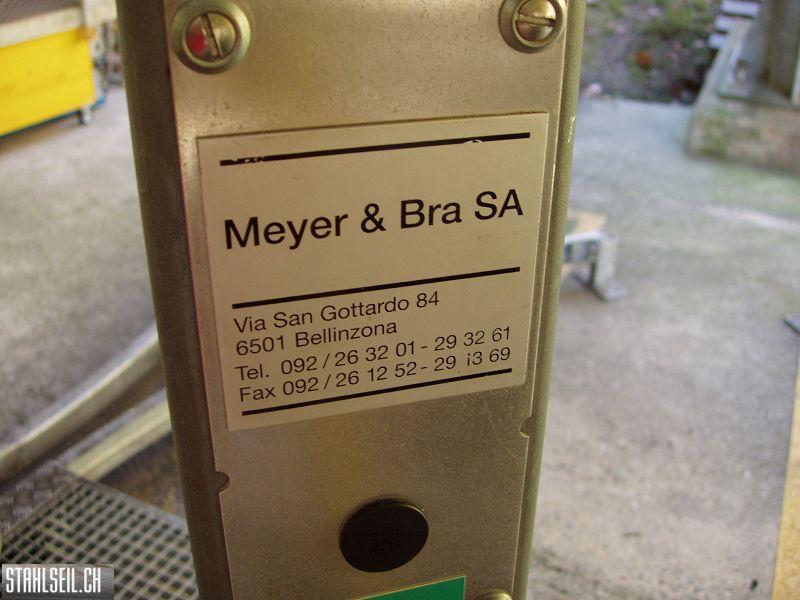 Meyer & Bra SA
Via San Gottardo 84
6501 Bellinzona
Tel. 092 / 26 32 01 - 29 32 61
Fax 092 / 26 12 52 - 29 69
STAHLSEIL.CH